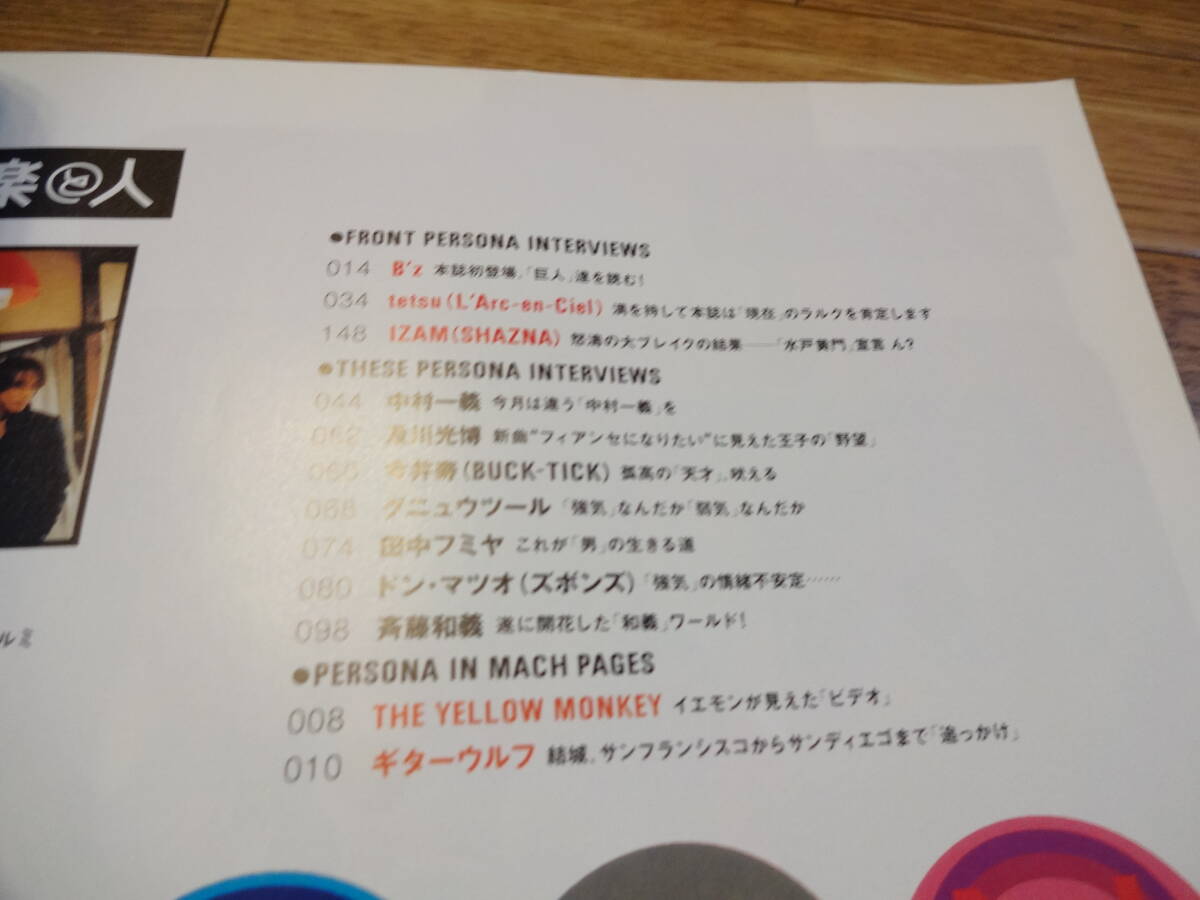 楽@人
●FRONT PERSONA INTERVIEWS
014 B'z 本誌初登場。「巨人」達を読む!
034 tetsu(L'Arc-en-Ciel) 満を持して本誌は「現在」のラルクを肯定します
148 IZAM(SHAZNA) 怒濤の大ブレイクの結果――「水戸黄門」宣言 ん?
●THESE PERSONA INTERVIEWS
044 中村一義 今月は違う「中村一義」を
062 及川光博 新曲"フィアンセになりたい"に見えた王子の「野望」
066 今井寿(BUCK-TICK) 孤高の「天才」、吠える
068 グニュウツール 「強気」なんだか「弱気」なんだか
074 田中フミヤ これが「男」の生きる道
080 ドン・マツオ(ズボンズ) 「強気」の情緒不安定……
098 斉藤和義 遂に開花した「和義」ワールド!
●PERSONA IN MACH PAGES
008 THE YELLOW MONKEY イエモンが見えた「ビデオ」
010 ギターウルフ 結城、サンフランシスコからサンディエゴまで「追っかけ」